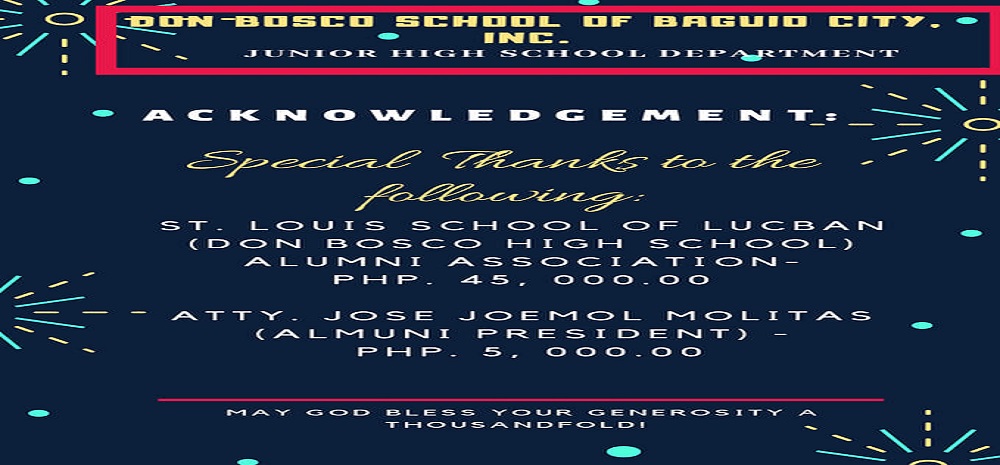 DON BOSCO SCHOOL OF BAGUIO CITY,
INC.
JUNIOR HIGH SCHOOL DEPARTMENT
ACKNOWLEDGEMENT:
Special Thanks to the
following:
ST. LOUIS SCHOOL OF LUCBAN
(DON BOSCO HIGH SCHOOL)
ALUMNI ASSOCIATION-
PHP. 45, 000.00
ATTY. JOSE JOEMOL MOLITAS
(ALMUNI PRESIDENT) -
PHP. 5, 000.00
MAY GOD BLESS YOUR GENEROSITY A
THOUSANDFOLD!